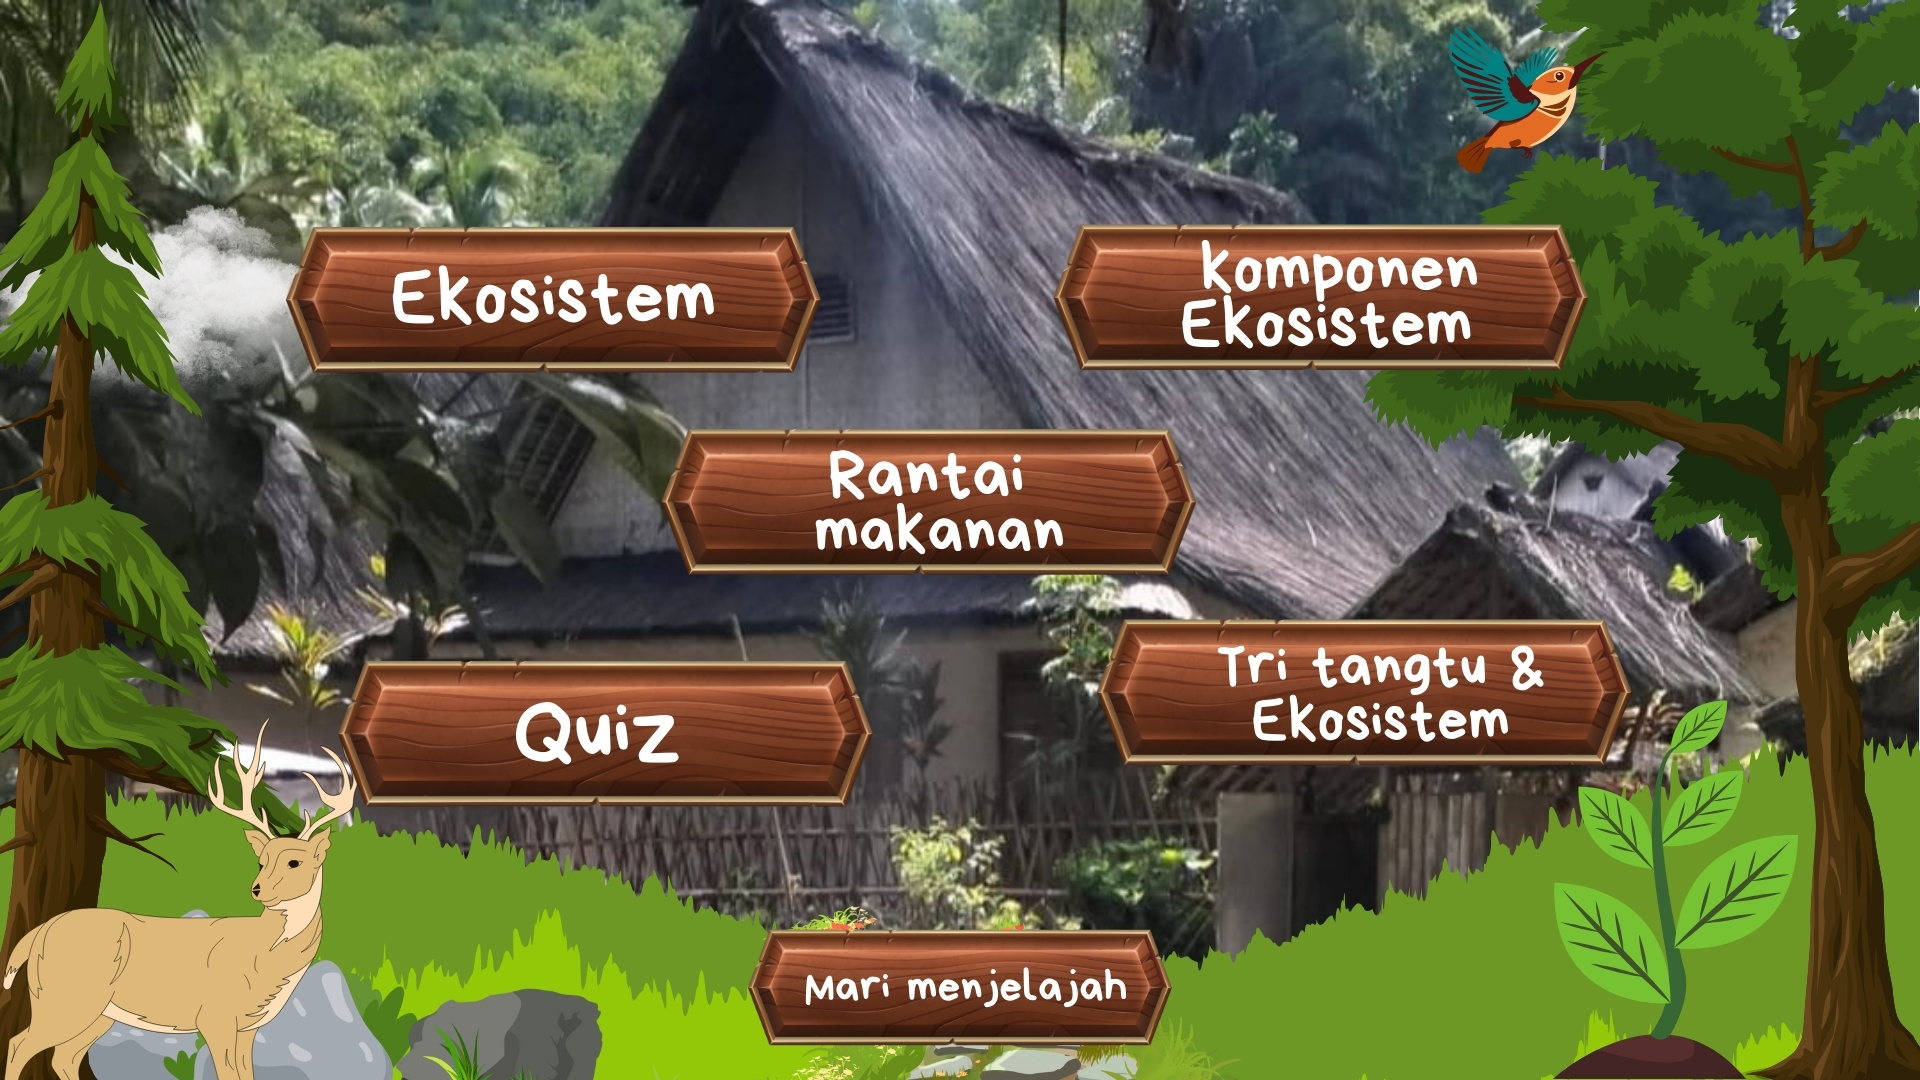 Ekosistem
Komponen
Ekosistem
Rantai
makanan
Quiz
Tri tangtu &
Ekosistem
Mari menjelajah